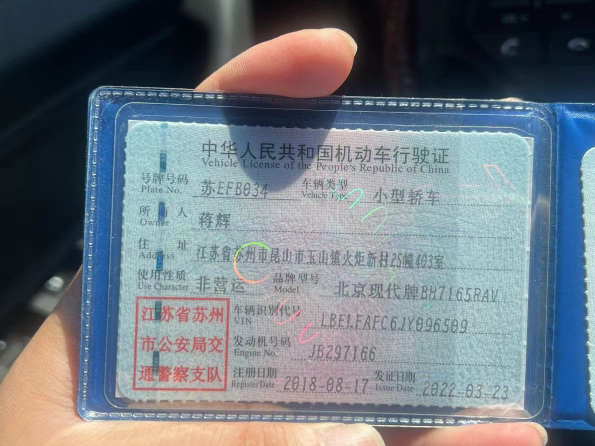 中华人民共和国机动车行驶证
Vehicle License of the People's Republic of China
号牌号码 苏EFB034 车辆类型 小型轿车
Plate No. Vehicle Type
所有人 蒋辉
Owner
住址 江苏省苏州市昆山市玉山镇火炬新村25幢403室
Address
使用性质 非营运 品牌型号 北京现代牌BH7165RAV
Use Character Model
江苏省苏州
市公安局交
通警察支队
车辆识别代号 LBELFAFC6JY096509
VIN
发动机号码 JB297166
Engine No.
注册日期 2018-08-17 发证日期 2022-03-23
Register Date Issue Date